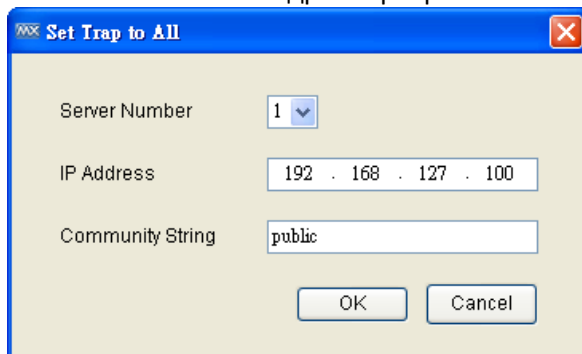 Set Trap to All
Server Number 1
IP Address 192 . 168 . 127 . 100
Community String public
OK Cancel